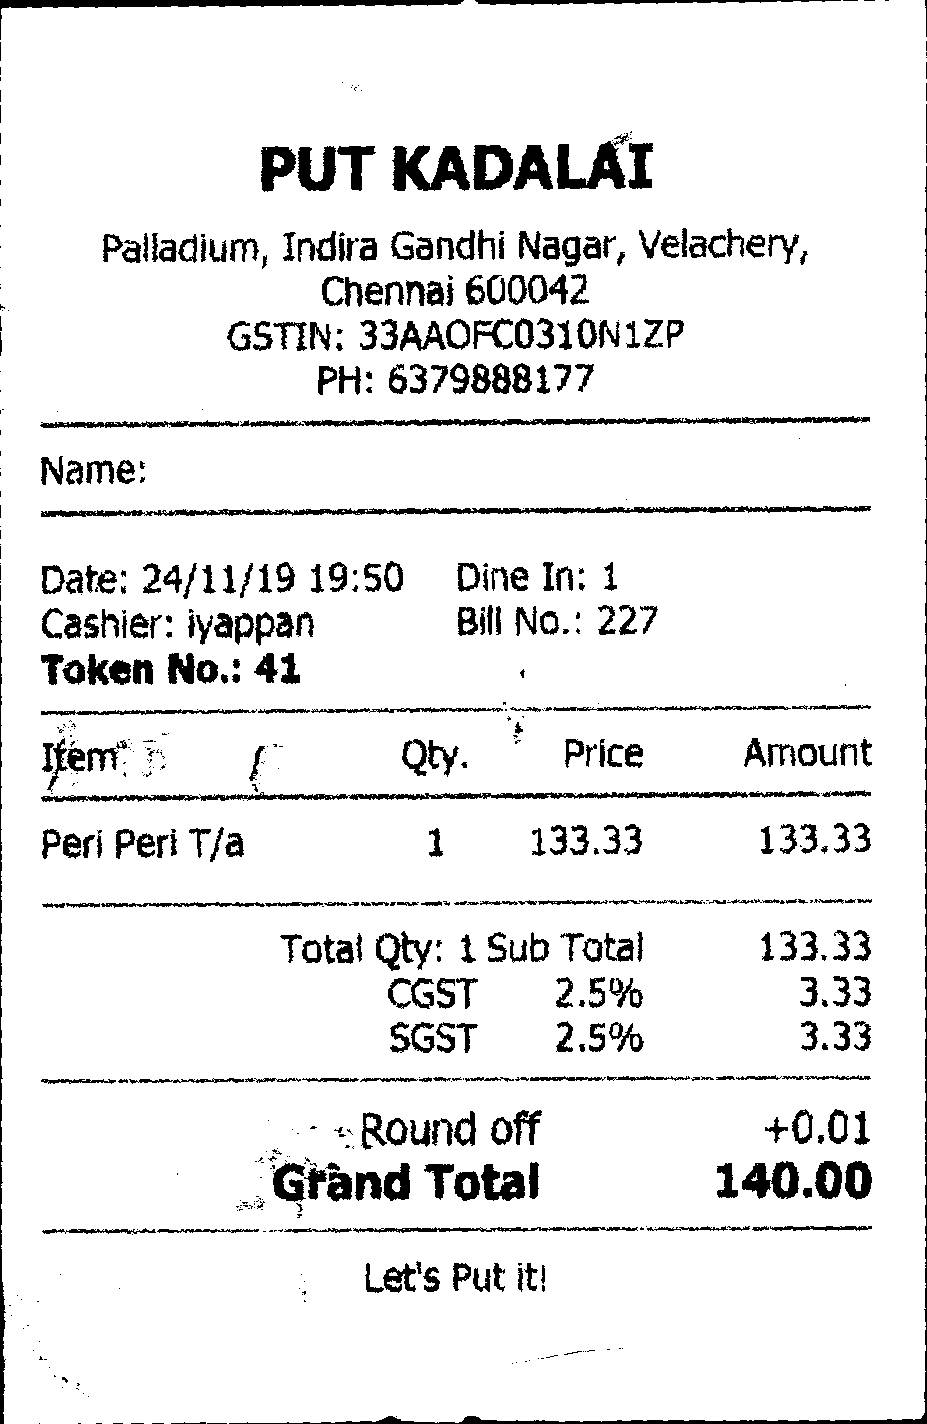 PUT KADALAI
Palladium, Indira Gandhi Nagar, Velachery,
Chennai 600042
GSTIN: 33AAOFC0310N1ZP
PH: 6379888177
Name:
Date: 24/11/19 19:50 Dine In: 1
Cashier: iyappan Bill No.: 227
Token No.: 41
Item Qty. Price Amount
Peri Peri T/a 1 133.33 133.33
Total Qty: 1 Sub Total 133.33
CGST 2.5% 3.33
SGST 2.5% 3.33
Round off +0.01
Grand Total 140.00
Let's Put it!